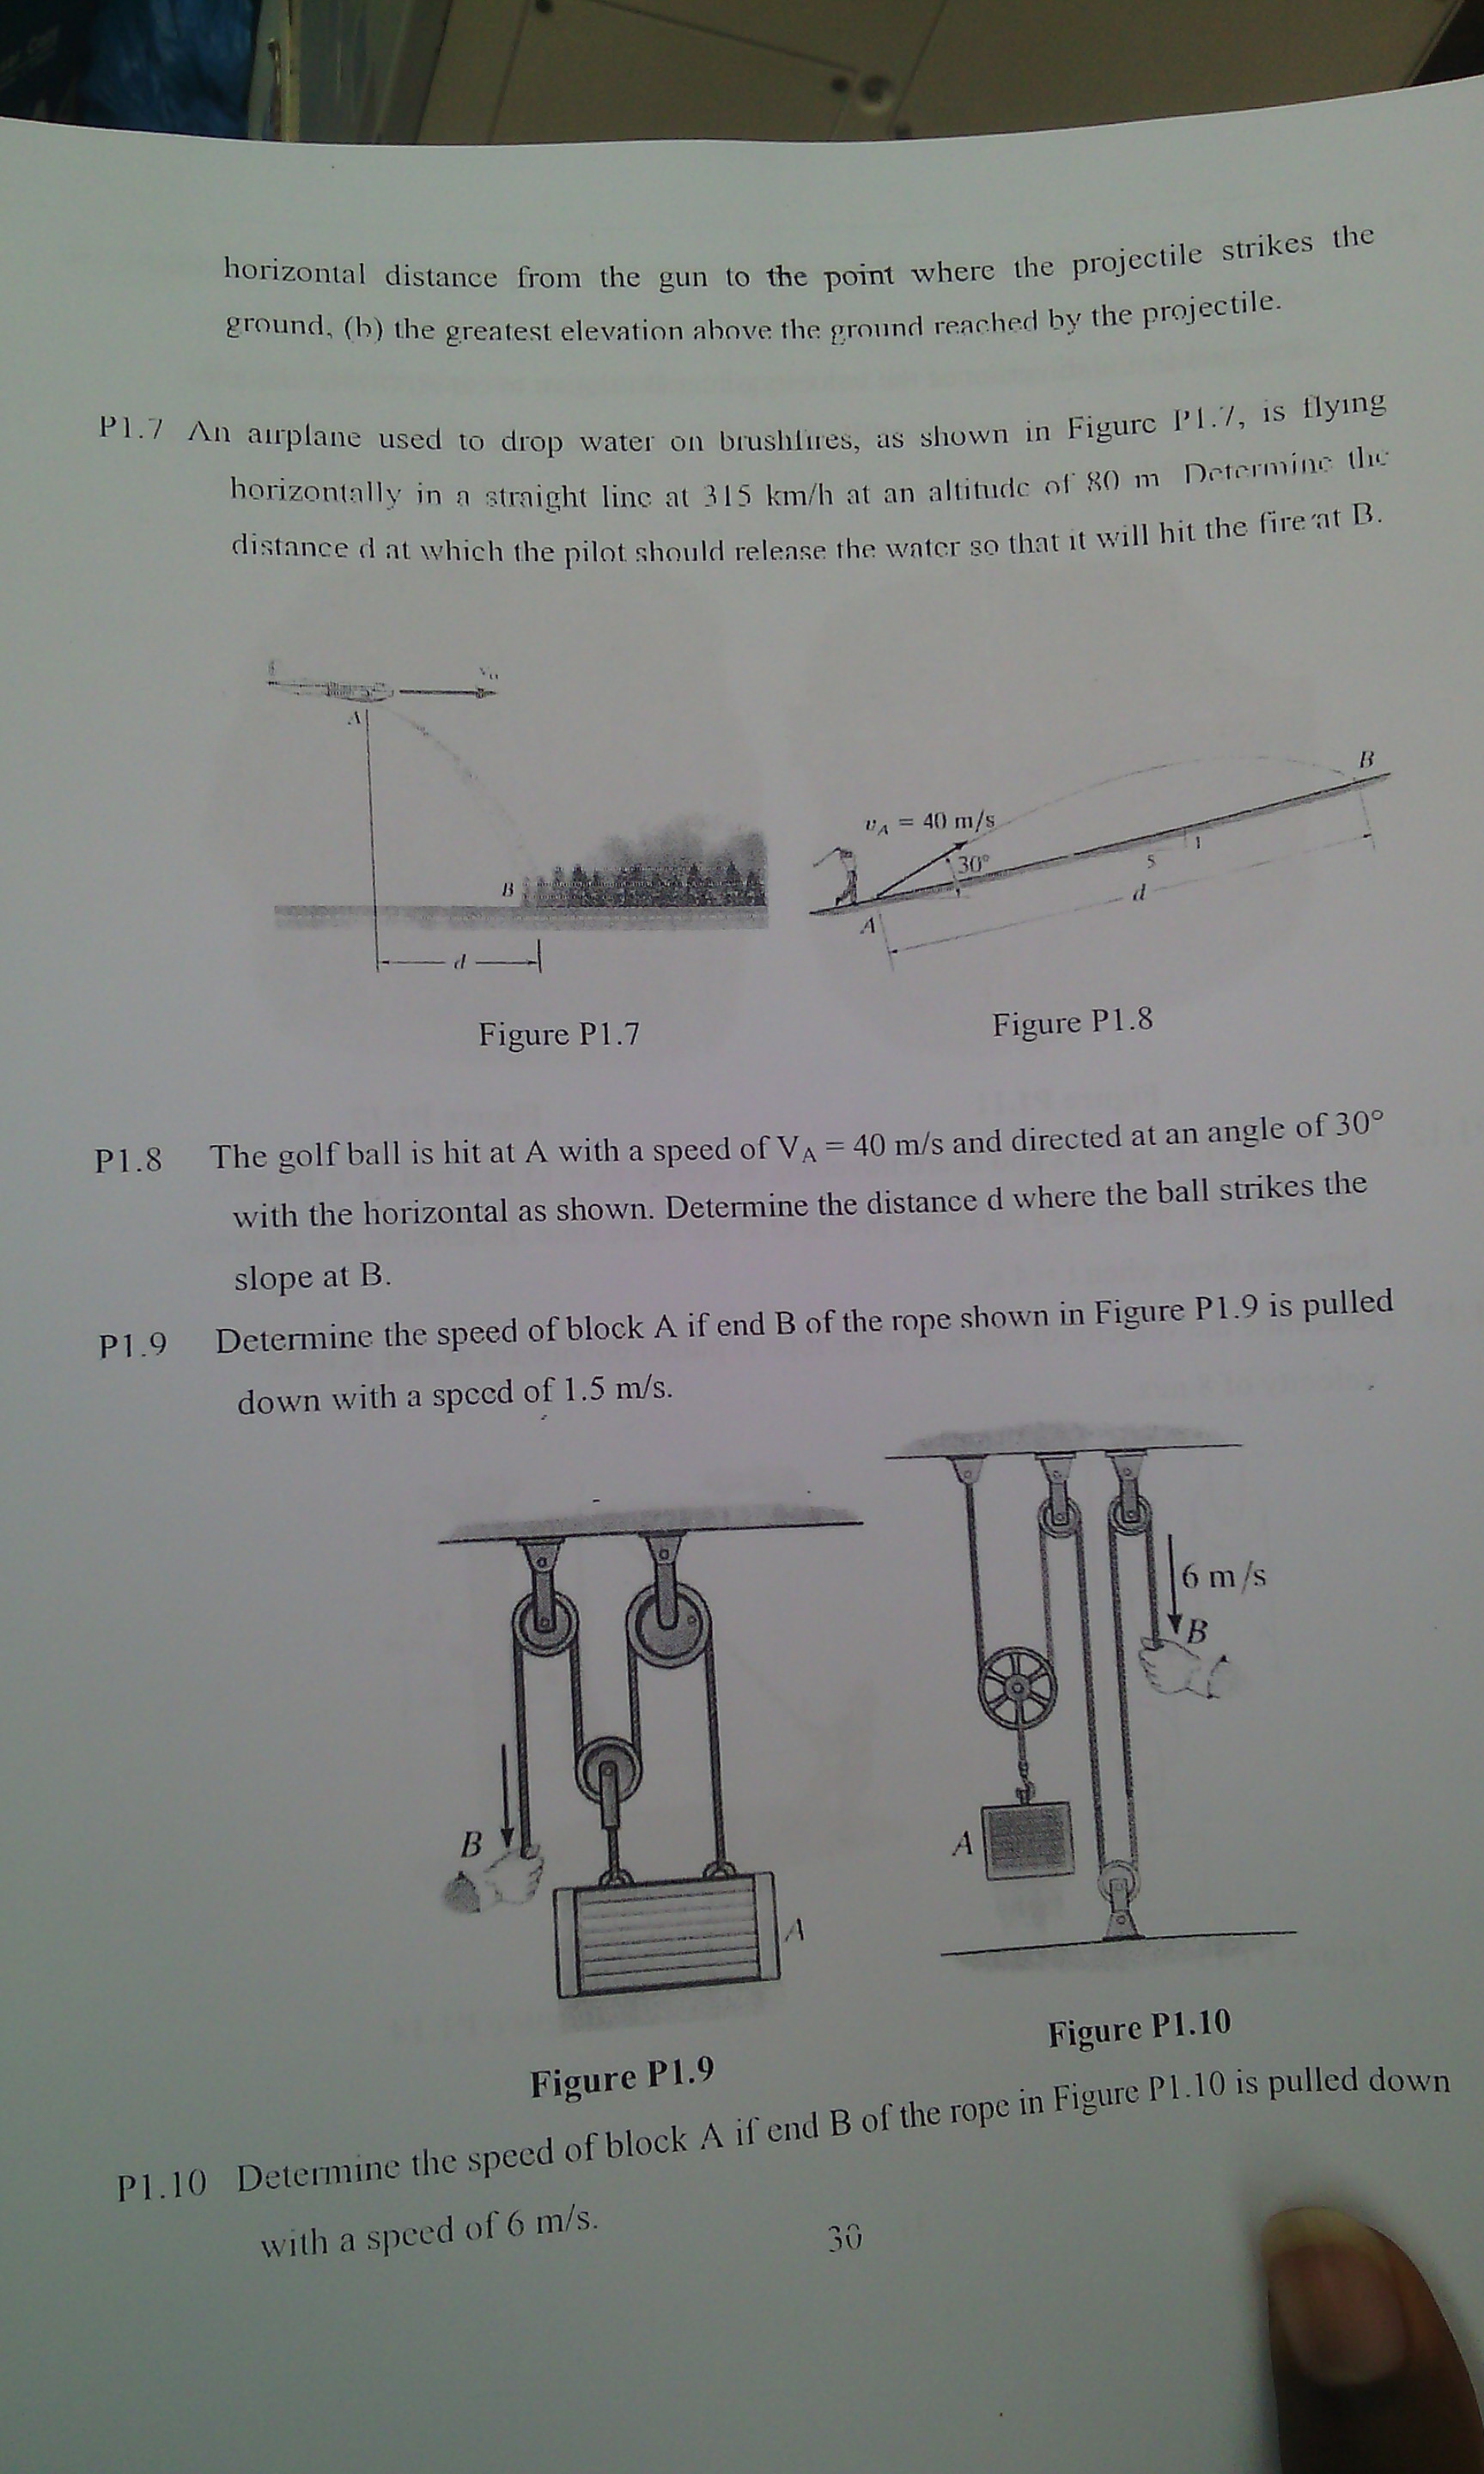 horizontal distance from the gun to the point where the projectile strikes the
ground, (b) the greatest elevation above the ground reached by the projectile.
P1.7 An airplane used to drop water on brushfires, as shown in Figure P1.7, is flying
horizontally in a straight line at 315 km/h at an altitude of 80 m Determine the
distance d at which the pilot should release the water so that it will hit the fire at B.
A
B
d
Figure P1.7
B
vA = 40 m/s
30°
1
5
d
A
Figure P1.8
P1.8 The golf ball is hit at A with a speed of VA = 40 m/s and directed at an angle of 30°
with the horizontal as shown. Determine the distance d where the ball strikes the
slope at B.
P1.9 Determine the speed of block A if end B of the rope shown in Figure P1.9 is pulled
down with a speed of 1.5 m/s.
B
A
Figure P1.9
6 m/s
B
A
Figure P1.10
P1.10 Determine the speed of block A if end B of the rope in Figure P1.10 is pulled down
with a speed of 6 m/s.
30